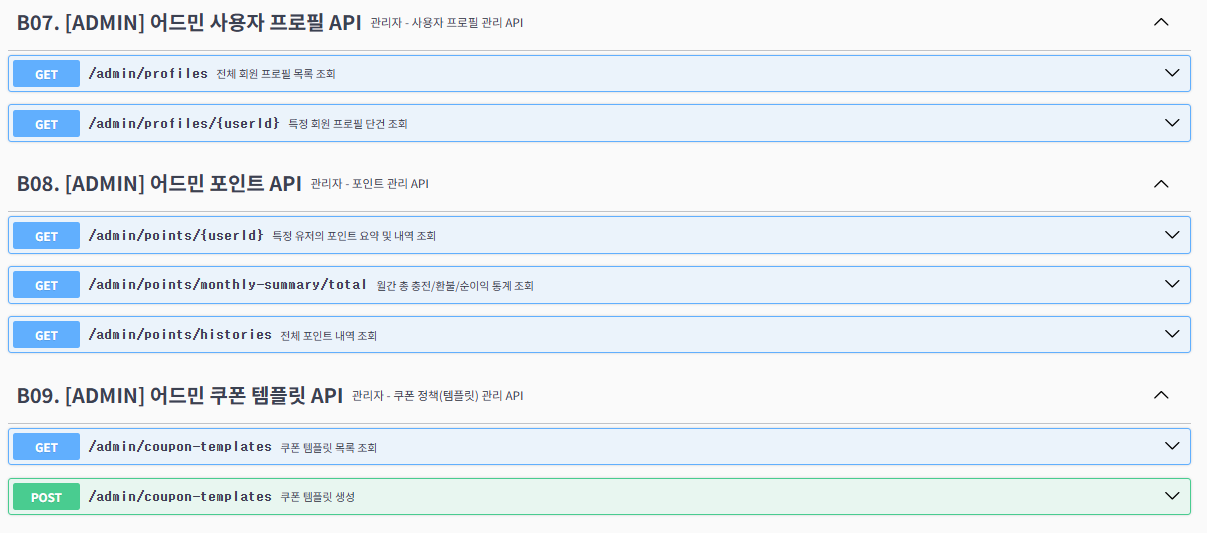 B07. [ADMIN] 어드민 사용자 프로필 API 관리자 - 사용자 프로필 관리 API
GET /admin/profiles 전체 회원 프로필 목록 조회
GET /admin/profiles/{userId} 특정 회원 프로필 단건 조회
B08. [ADMIN] 어드민 포인트 API 관리자 - 포인트 관리 API
GET /admin/points/{userId} 특정 유저의 포인트 요약 및 내역 조회
GET /admin/points/monthly-summary/total 월간 총 충전/환불/순이익 통계 조회
GET /admin/points/histories 전체 포인트 내역 조회
B09. [ADMIN] 어드민 쿠폰 템플릿 API 관리자 - 쿠폰 정책(템플릿) 관리 API
GET /admin/coupon-templates 쿠폰 템플릿 목록 조회
POST /admin/coupon-templates 쿠폰 템플릿 생성